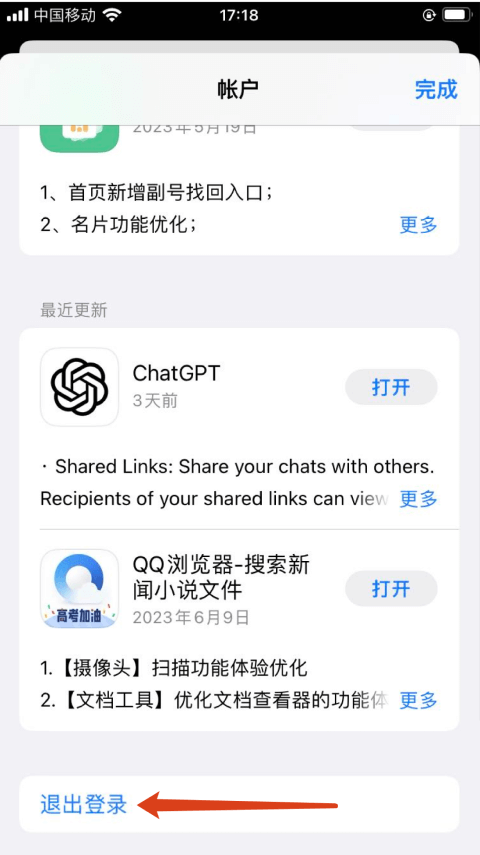 中国移动
17:18
帐户
完成
2023年5月19日
1、首页新增副号找回入口；
2、名片功能优化；
更多
最近更新
ChatGPT
3天前
打开
· Shared Links: Share your chats with others.
Recipients of your shared links can view
更多
QQ浏览器-搜索新
闻小说文件
2023年6月9日
打开
高考加油
1.【摄像头】扫描功能体验优化
2.【文档工具】优化文档查看器的功能体
更多
退出登录